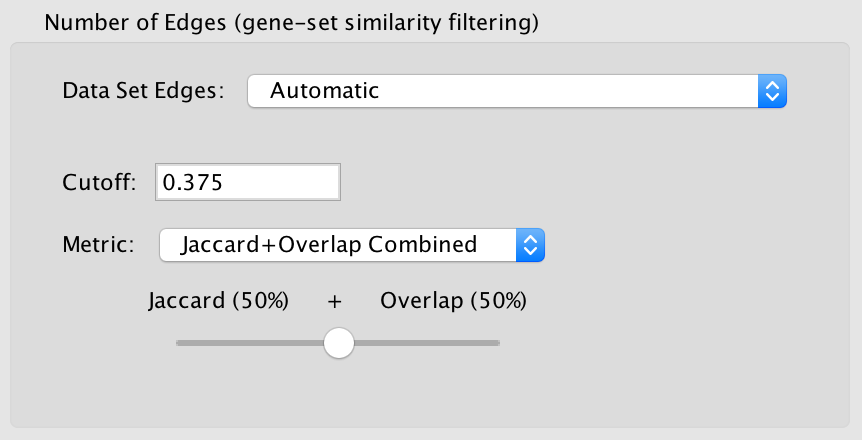 Number of Edges (gene-set similarity filtering)
Data Set Edges: Automatic
Cutoff: 0.375
Metric: Jaccard+Overlap Combined
Jaccard (50%) + Overlap (50%)